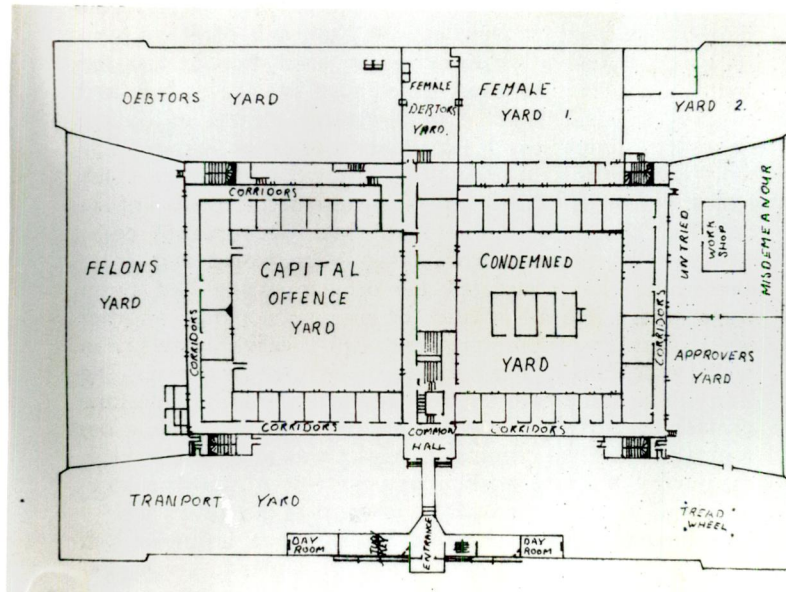 DEBTORS YARD
FEMALE
DEBTORS
YARD.
FEMALE
YARD 1.
YARD 2.
CORRIDORS
FELONS
YARD
CORRIDORS
CAPITAL
OFFENCE
YARD
CONDEMNED
YARD
CORRIDORS
UNTRIED
WORK
SHOP
MISDEMEANOUR
APPROVERS
YARD
CORRIDORS
COMMON
HALL
CORRIDORS
TRANSPORT YARD
TREAD
WHEEL
DAY
ROOM
ENTRANCE
DAY
ROOM